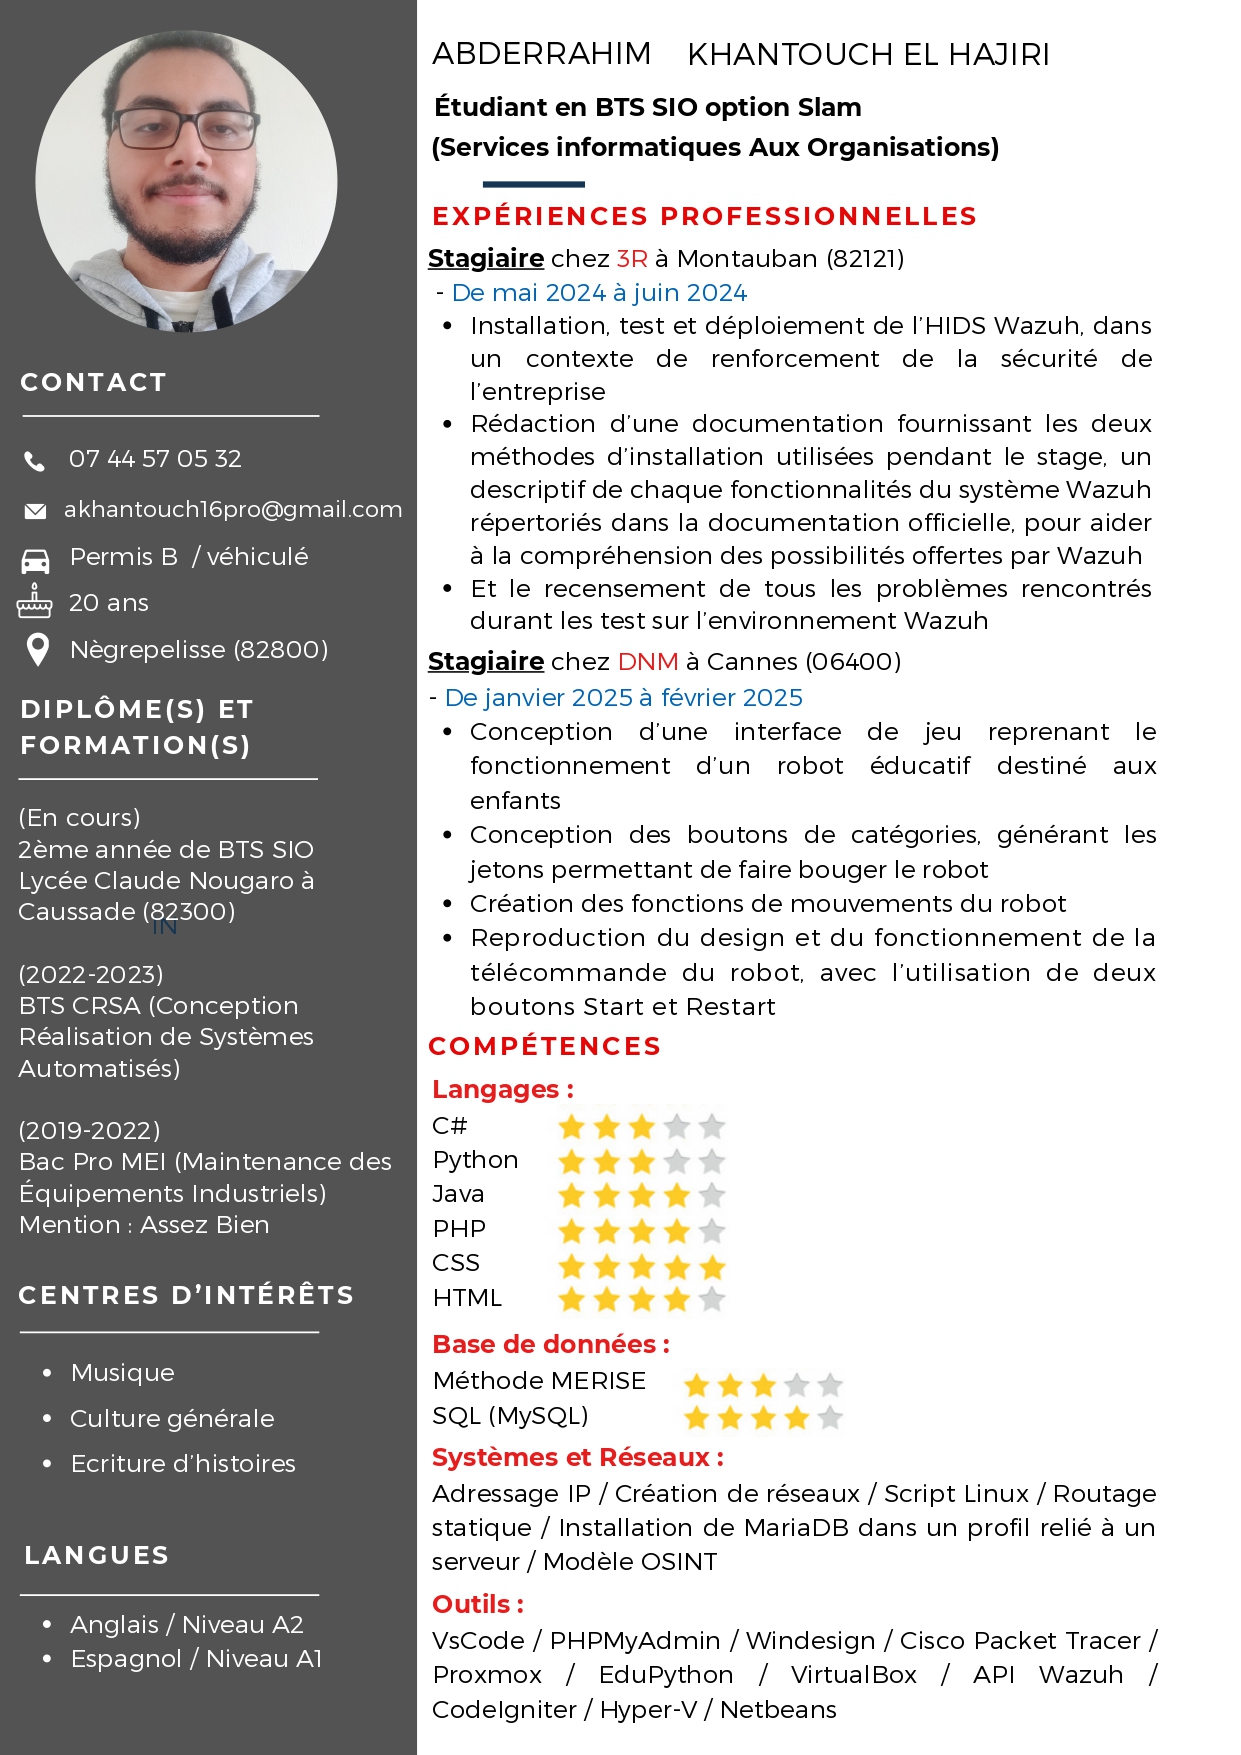 ABDERRAHIM KHANTOUCH EL HAJIRI
Étudiant en BTS SIO option Slam
(Services informatiques Aux Organisations)
EXPÉRIENCES PROFESSIONNELLES
Stagiaire chez 3R à Montauban (82121)
- De mai 2024 à juin 2024
• Installation, test et déploiement de l’HIDS Wazuh, dans
un contexte de renforcement de la sécurité de
l’entreprise
• Rédaction d’une documentation fournissant les deux
méthodes d’installation utilisées pendant le stage, un
descriptif de chaque fonctionnalités du système Wazuh
répertoriés dans la documentation officielle, pour aider
à la compréhension des possibilités offertes par Wazuh
• Et le recensement de tous les problèmes rencontrés
durant les test sur l’environnement Wazuh
Stagiaire chez DNM à Cannes (06400)
- De janvier 2025 à février 2025
• Conception d’une interface de jeu reprenant le
fonctionnement d’un robot éducatif destiné aux
enfants
• Conception des boutons de catégories, générant les
jetons permettant de faire bouger le robot
• Création des fonctions de mouvements du robot
• Reproduction du design et du fonctionnement de la
télécommande du robot, avec l’utilisation de deux
boutons Start et Restart
COMPÉTENCES
Langages :
C#
Python
Java
PHP
CSS
HTML
Base de données :
Méthode MERISE
SQL (MySQL)
Systèmes et Réseaux :
Adressage IP / Création de réseaux / Script Linux / Routage
statique / Installation de MariaDB dans un profil relié à un
serveur / Modèle OSINT
Outils :
VsCode / PHPMyAdmin / Windesign / Cisco Packet Tracer /
Proxmox / EduPython / VirtualBox / API Wazuh /
CodeIgniter / Hyper-V / Netbeans
CONTACT
07 44 57 05 32
akhantouch16pro@gmail.com
Permis B / véhiculé
20 ans
Nègrepelisse (82800)
DIPLÔME(S) ET
FORMATION(S)
(En cours)
2ème année de BTS SIO
Lycée Claude Nougaro à
Caussade (82300)
IN
(2022-2023)
BTS CRSA (Conception
Réalisation de Systèmes
Automatisés)
(2019-2022)
Bac Pro MEI (Maintenance des
Équipements Industriels)
Mention : Assez Bien
CENTRES D’INTÉRÊTS
• Musique
• Culture générale
• Ecriture d’histoires
LANGUES
• Anglais / Niveau A2
• Espagnol / Niveau A1